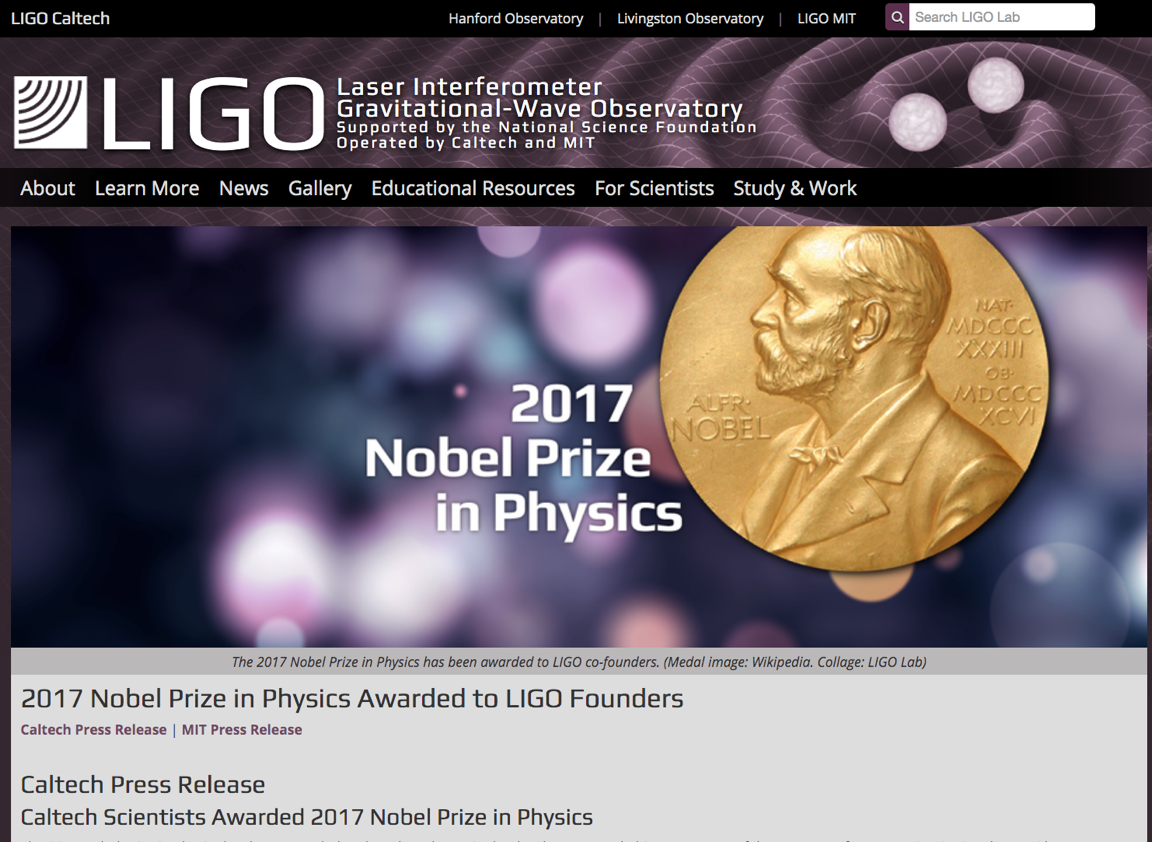 LIGO Caltech
Hanford Observatory | Livingston Observatory | LIGO MIT
Search LIGO Lab
LIGO
Laser Interferometer
Gravitational-Wave Observatory
Supported by the National Science Foundation
Operated by Caltech and MIT
About Learn More News Gallery Educational Resources For Scientists Study & Work
2017
Nobel Prize
in Physics
ALFR·
NOBEL
NAT·
MDCCC
XXXIII
OB·
MDCCC
XCVI
The 2017 Nobel Prize in Physics has been awarded to LIGO co-founders. (Medal image: Wikipedia. Collage: LIGO Lab)
2017 Nobel Prize in Physics Awarded to LIGO Founders
Caltech Press Release | MIT Press Release
Caltech Press Release
Caltech Scientists Awarded 2017 Nobel Prize in Physics